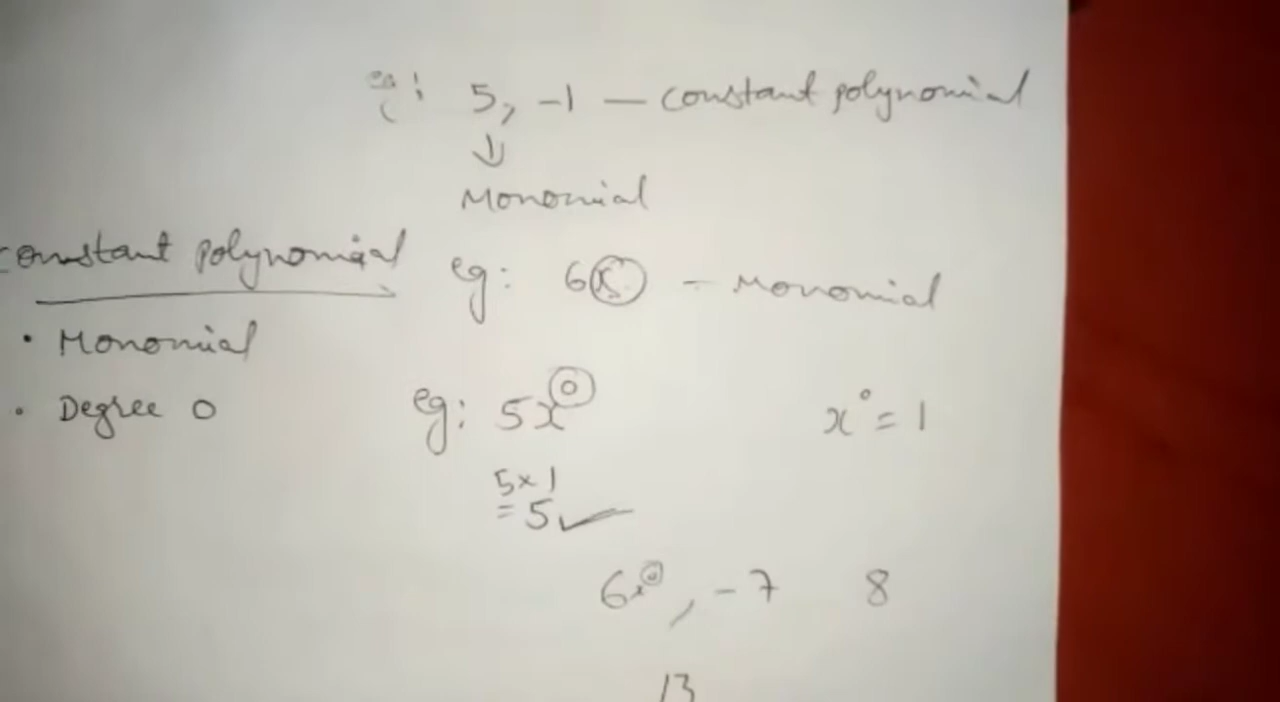 eg: 5, -1 — constant polynomial
↓
Monomial
constant polynomial
eg: 6x - Monomial
• Monomial
• Degree 0
eg: 5x⁰
x⁰ = 1
5×1
= 5 ✓
6x⁰, -7 8
13